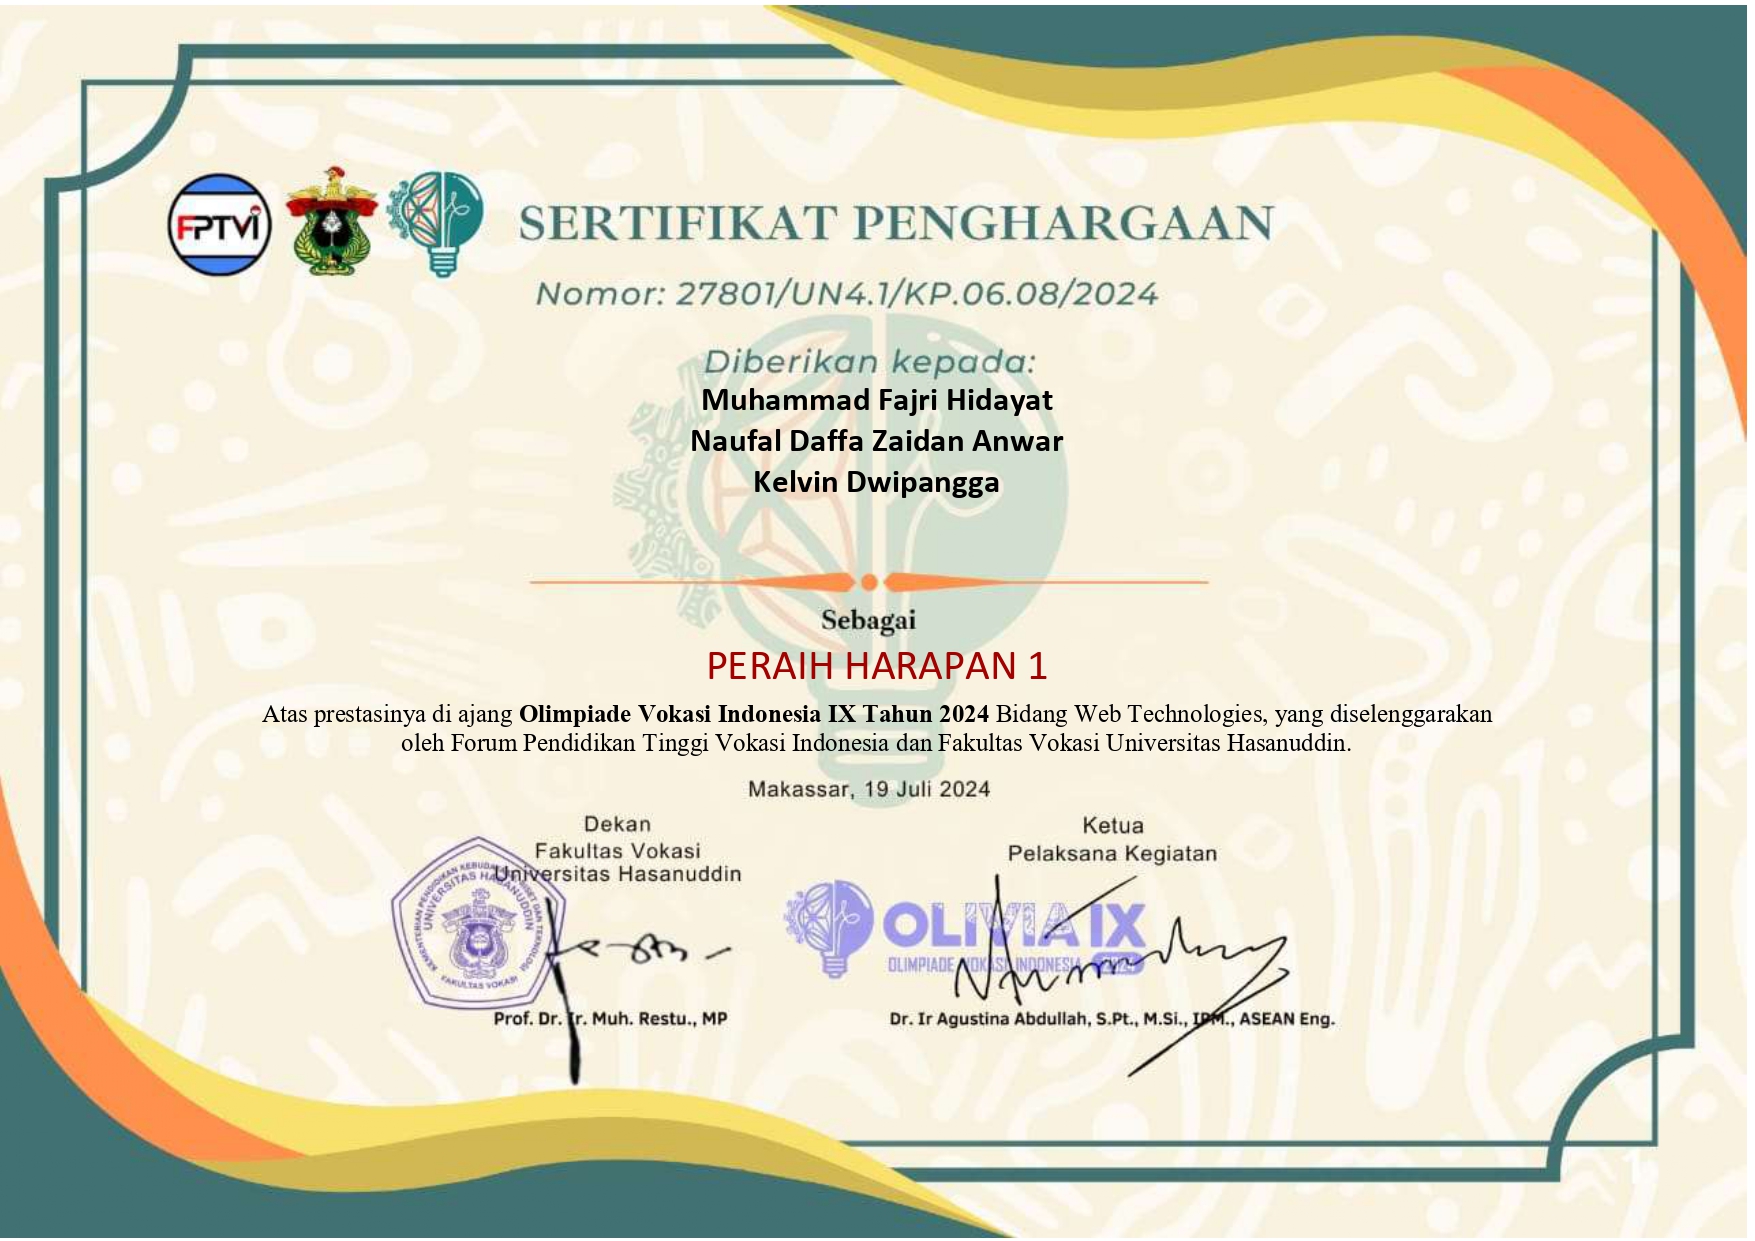 FPTVI
SERTIFIKAT PENGHARGAAN
Nomor: 27801/UN4.1/KP.06.08/2024
Diberikan kepada:
Muhammad Fajri Hidayat
Naufal Daffa Zaidan Anwar
Kelvin Dwipangga
Sebagai
PERAIH HARAPAN 1
Atas prestasinya di ajang Olimpiade Vokasi Indonesia IX Tahun 2024 Bidang Web Technologies, yang diselenggarakan
oleh Forum Pendidikan Tinggi Vokasi Indonesia dan Fakultas Vokasi Universitas Hasanuddin.
Makassar, 19 Juli 2024
Dekan
Fakultas Vokasi
Universitas Hasanuddin
KEMENTERIAN PENDIDIKAN KEBUDAYAAN RISET DAN TEKNOLOGI
UNIVERSITAS HASANUDDIN
FAKULTAS VOKASI
Prof. Dr. Ir. Muh. Restu., MP
Ketua
Pelaksana Kegiatan
OLIVIA IX
OLIMPIADE VOKASI INDONESIA 2024
Dr. Ir Agustina Abdullah, S.Pt., M.Si., IPM., ASEAN Eng.
1